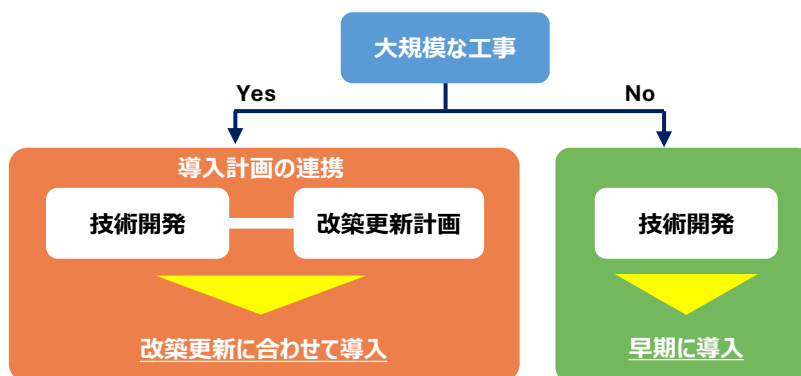 大規模な工事
Yes
No
導入計画の連携
技術開発
改築更新計画
改築更新に合わせて導入
技術開発
早期に導入